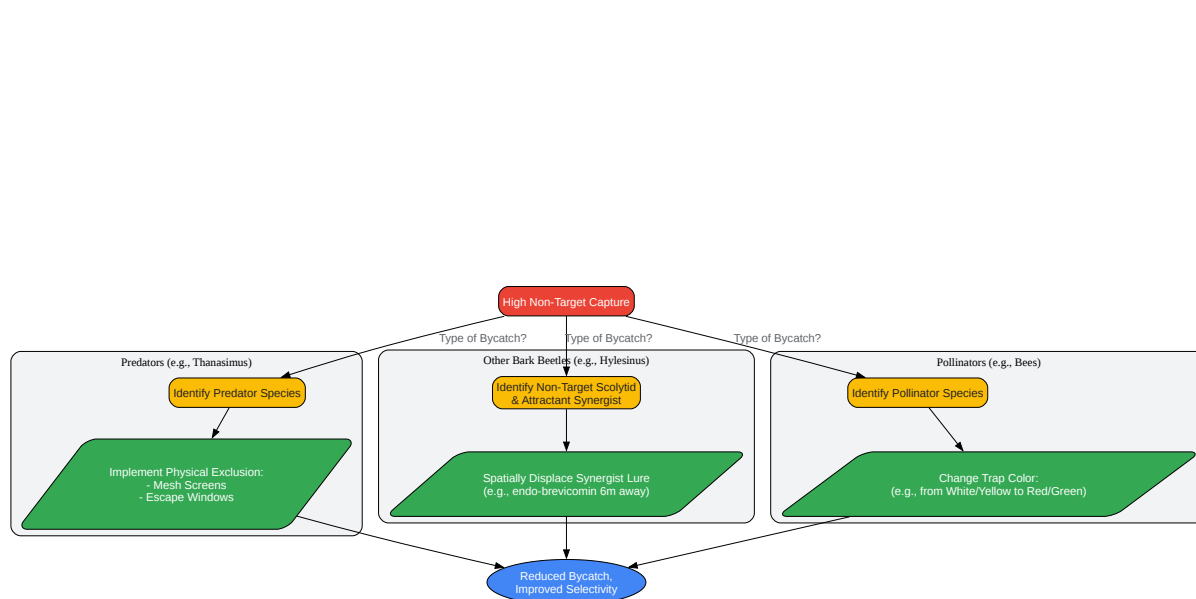 High Non-Target Capture
Type of Bycatch?
Type of Bycatch?
Type of Bycatch?
Predators (e.g., Thanasimus)
Identify Predator Species
Implement Physical Exclusion:
- Mesh Screens
- Escape Windows
Other Bark Beetles (e.g., Hylesinus)
Identify Non-Target Scolytid
& Attractant Synergist
Spatially Displace Synergist Lure
(e.g., endo-brevicomin 6m away)
Pollinators (e.g., Bees)
Identify Pollinator Species
Change Trap Color:
(e.g., from White/Yellow to Red/Green)
Reduced Bycatch,
Improved Selectivity